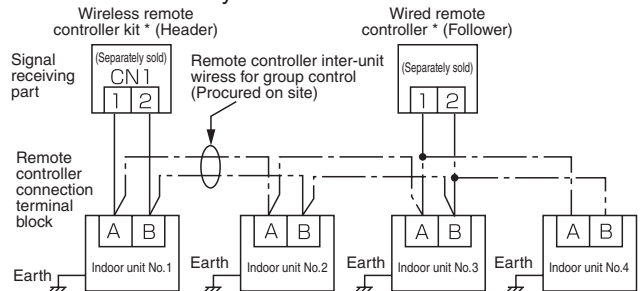 Wireless remote
controller kit * (Header)
Wired remote
controller * (Follower)
Signal
receiving
part
(Separately sold)
CN1
1 2
Remote controller inter-unit
wiress for group control
(Procured on site)
(Separately sold)
1 2
Remote
controller
connection
terminal
block
A B
A B
A B
A B
Earth
Indoor unit No.1
Earth
Indoor unit No.2
Earth
Indoor unit No.3
Earth
Indoor unit No.4